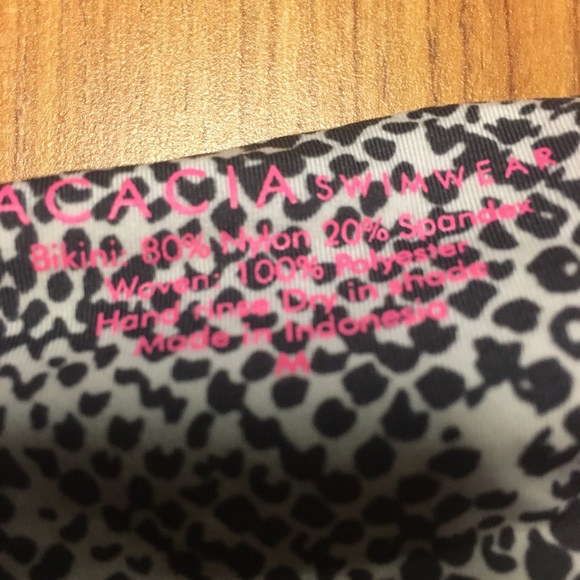 ACACIA SWIMWEAR
Bikini: 80% Nylon 20% Spandex
Woven: 100% Polyester
Hand rinse Dry in shade
Made in Indonesia
M